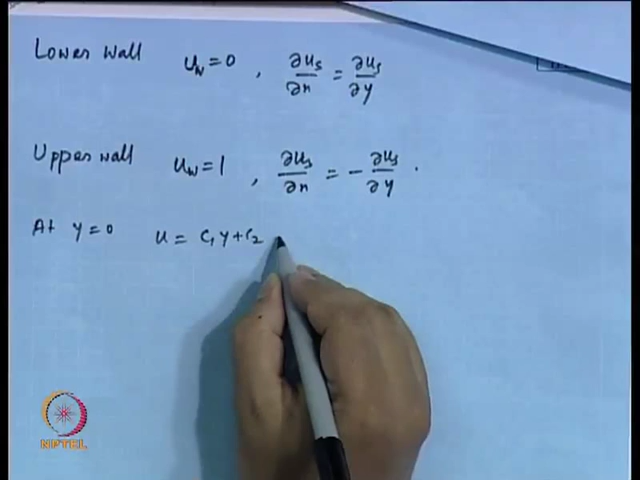 Lower wall u_w = 0 , ∂u_s/∂n = ∂u_s/∂y
Upper wall u_w = 1 , ∂u_s/∂n = - ∂u_s/∂y .
At y = 0 u = c_1 y + c_2
NPTEL